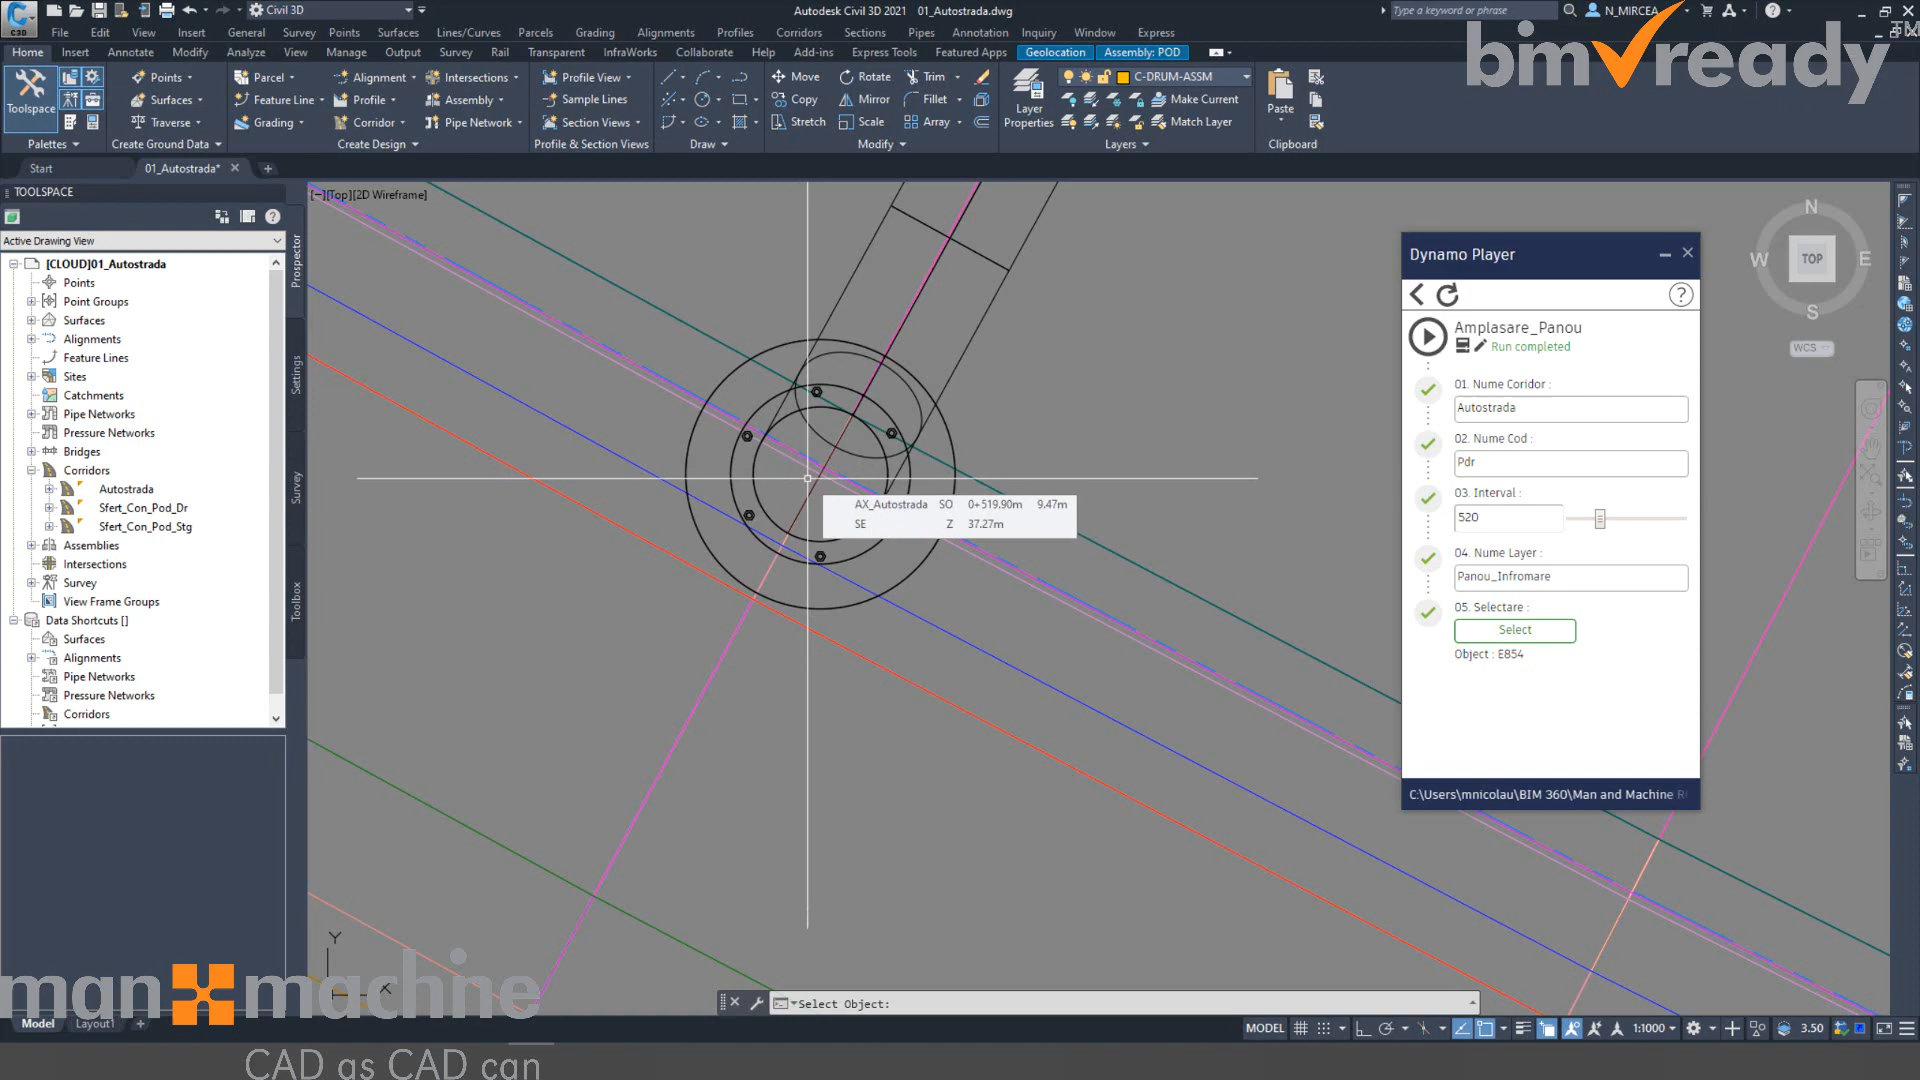 Civil 3D
Autodesk Civil 3D 2021 01_Autostrada.dwg
Type a keyword or phrase
N_MIRCEA
File Edit View Insert General Survey Points Surfaces Lines/Curves Parcels Grading Alignments Profiles Corridors Sections Pipes Annotation Inquiry Window Express
Home Insert Annotate Modify Analyze View Manage Output Survey Rail Transparent InfraWorks Collaborate Help Add-ins Express Tools Featured Apps Geolocation Assembly: POD
bimready
Toolspace
Points
Surfaces
Traverse
Parcel
Feature Line
Grading
Alignment
Profile
Corridor
Intersections
Assembly
Pipe Network
Profile View
Sample Lines
Section Views
Move
Copy
Stretch
Rotate
Mirror
Scale
Trim
Fillet
Array
Layer
Properties
C-DRUM-ASSM
Make Current
Match Layer
Paste
Palettes Create Ground Data Create Design Profile & Section Views Draw Modify Layers Clipboard
Start 01_Autostrada*
TOOLSPACE
Active Drawing View
[CLOUD]01_Autostrada
Points
Point Groups
Surfaces
Alignments
Feature Lines
Sites
Catchments
Pipe Networks
Pressure Networks
Bridges
Corridors
Autostrada
Sfert_Con_Pod_Dr
Sfert_Con_Pod_Stg
Assemblies
Intersections
Survey
View Frame Groups
Data Shortcuts []
Surfaces
Alignments
Pipe Networks
Pressure Networks
Corridors
Prospector
Settings
Survey
Toolbox
[−][Top][2D Wireframe]
AX_Autostrada SO 0+519.90m 9.47m
SE Z 37.27m
N
W TOP E
S
WCS
Dynamo Player
Amplasare_Panou
Run completed
01. Nume Coridor :
Autostrada
02. Nume Cod :
Pdr
03. Interval :
520
04. Nume Layer :
Panou_Infromare
05. Selectare :
Select
Object : E854
C:\Users\mnicolau\BIM 360\Man and Machine R
Y
X
Select Object:
man machine
CAD as CAD can
Model Layout1
MODEL 1:1000 3.50